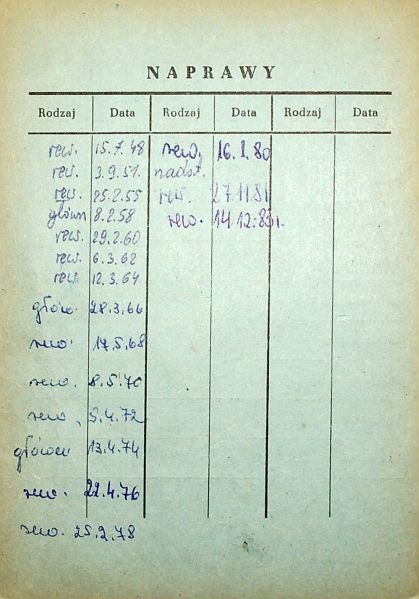 NAPRAWY
Rodzaj Data Rodzaj Data Rodzaj Data
rew. 15.7.48 rew. 16.1.80
rew. 3.9.51. nadzt.
rew. 25.2.55 rew. 27.11.81.
główn 8.2.58 rew. 14.12.83r.
rew. 29.2.60
rew. 6.3.62
rew. 12.3.64
głów. 28.3.66
rew. 17.5.68
rew. 8.5.70
rew. 5.4.72
główn 13.4.74
rew. 22.4.76
rew. 25.2.78